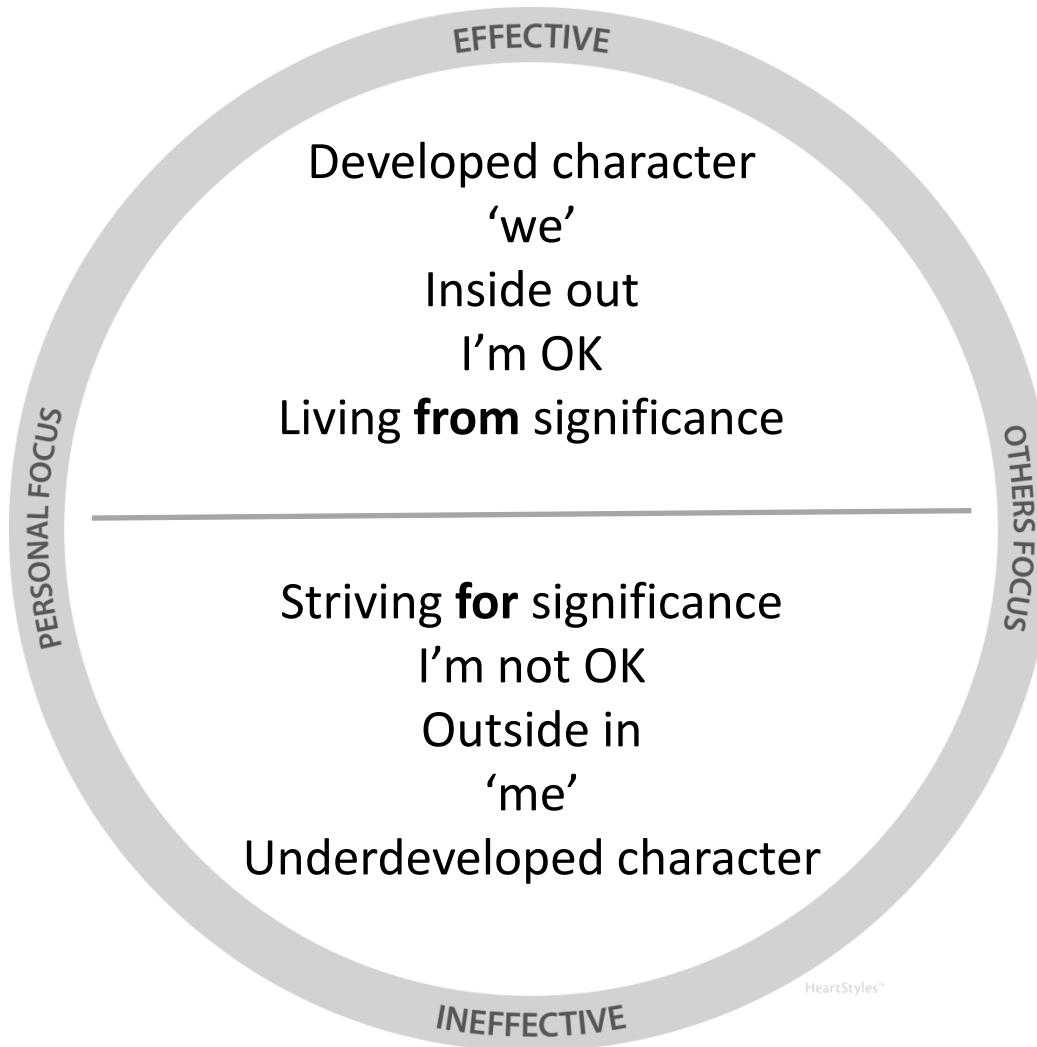 EFFECTIVE
Developed character
‘we’
Inside out
I’m OK
Living from significance
PERSONAL FOCUS
OTHERS FOCUS
Striving for significance
I’m not OK
Outside in
‘me’
Underdeveloped character
HeartStyles™
INEFFECTIVE